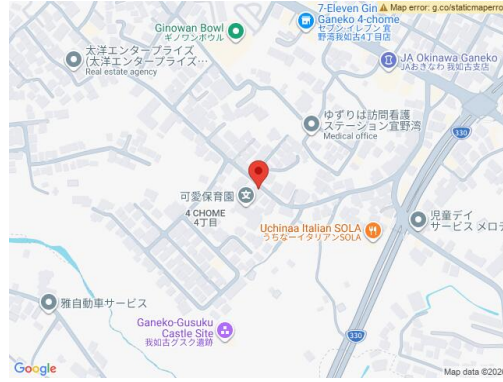 7-Eleven Gin
Ganeko 4-chome
セブン-イレブン 宜
野湾我如古4丁目店
⚠ Map error: g.co/staticmaperro
Ginowan Bowl
ギノワンボウル
太洋エンタープライズ
(太洋エンタープライズ…
Real estate agency
JA Okinawa Ganeko
JAおきなわ 我如古支店
ゆずりは訪問看護
ステーション宜野湾
Medical office
330
可愛保育園
4 CHOME
4丁目
Uchinaa Italian SOLA
うちなーイタリアンSOLA
児童デイ
サービス メロデ
雅自動車サービス
Ganeko-Gusuku
Castle Site
我如古グスク遺跡
330
Google
Map data ©202